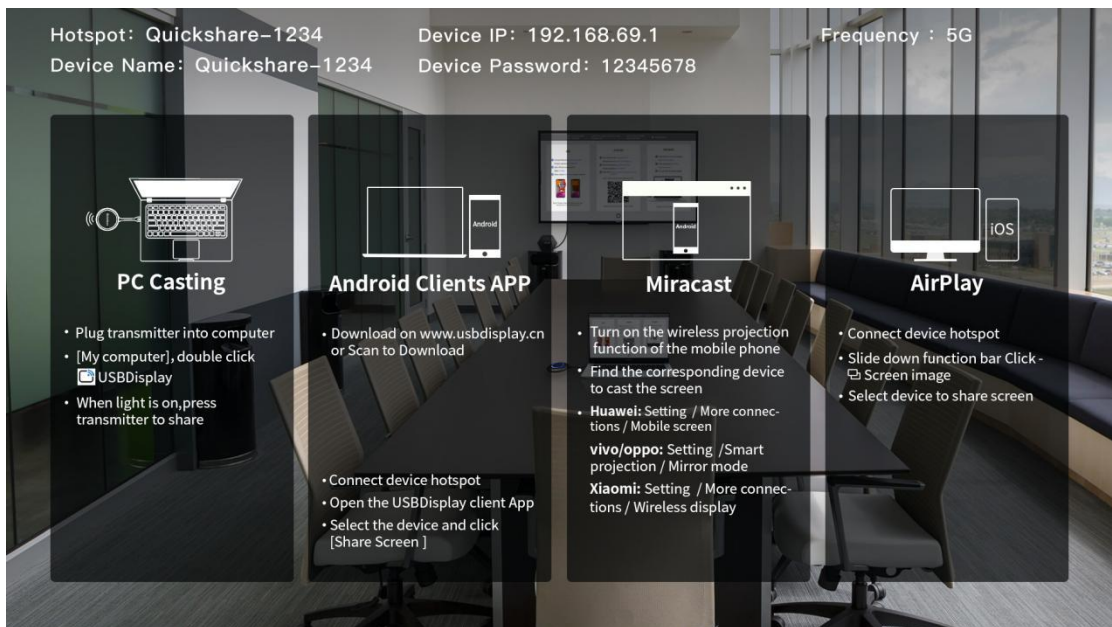 Hotspot: Quickshare-1234
Device IP: 192.168.69.1
Frequency : 5G
Device Name: Quickshare-1234
Device Password: 12345678
PC Casting
• Plug transmitter into computer
• [My computer], double click
USBDisplay
• When light is on,press
transmitter to share
Android
Android Clients APP
• Download on www.usbdisplay.cn
or Scan to Download
• Connect device hotspot
• Open the USBDisplay client App
• Select the device and click
[Share Screen ]
Android
Miracast
• Turn on the wireless projection
function of the mobile phone
• Find the corresponding device
to cast the screen
• Huawei: Setting / More connec-
tions / Mobile screen
vivo/oppo: Setting /Smart
projection / Mirror mode
Xiaomi: Setting / More connec-
tions / Wireless display
iOS
AirPlay
• Connect device hotspot
• Slide down function bar Click -
Screen image
• Select device to share screen